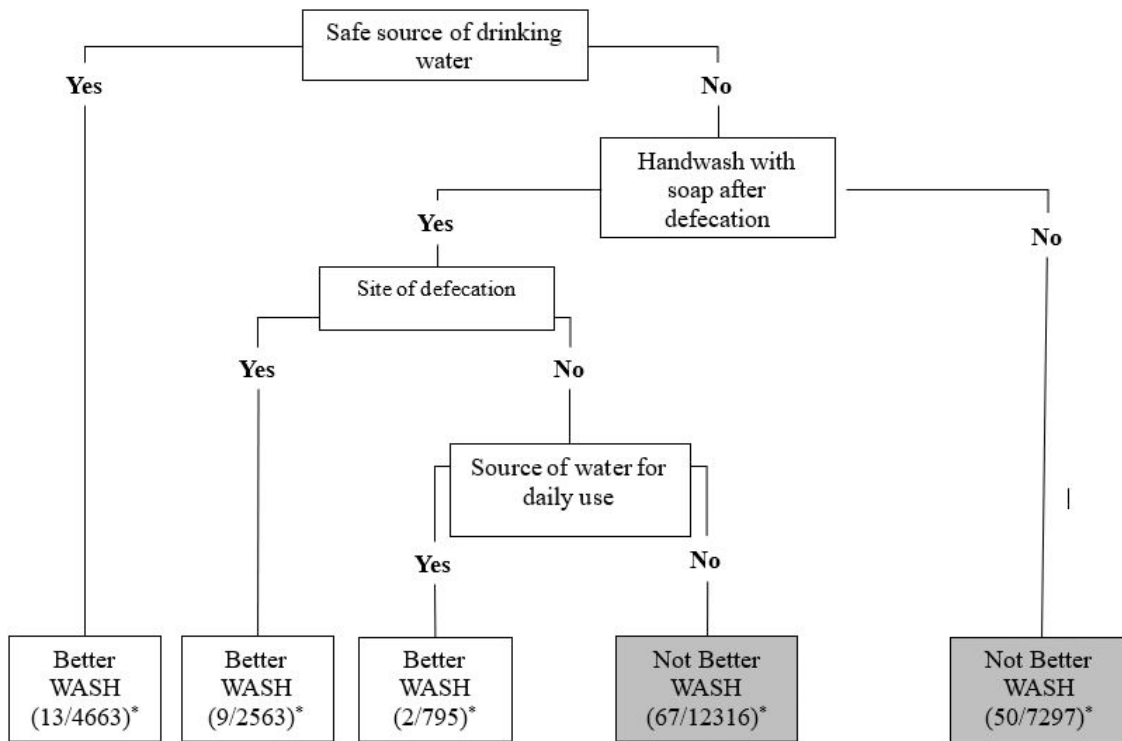 Safe source of drinking
water
Yes
No
Handwash with
soap after
defecation
Yes
No
Site of defecation
Yes
No
Source of water for
daily use
Yes
No
Better
WASH
(13/4663)*
Better
WASH
(9/2563)*
Better
WASH
(2/795)*
Not Better
WASH
(67/12316)*
Not Better
WASH
(50/7297)*